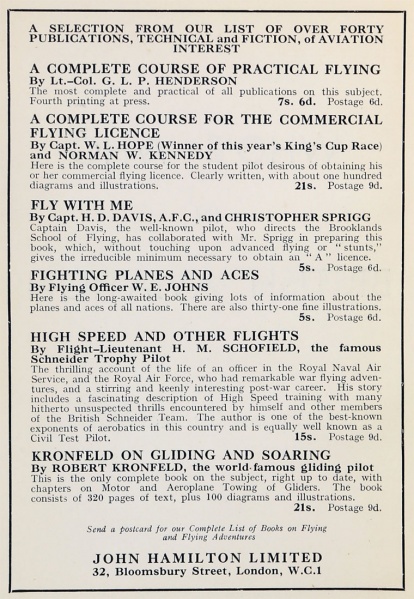 A SELECTION FROM OUR LIST OF OVER FORTY
PUBLICATIONS, TECHNICAL and FICTION, of AVIATION
INTEREST
A COMPLETE COURSE OF PRACTICAL FLYING
By Lt.-Col. G. L. P. HENDERSON
The most complete and practical of all publications on this subject.
Fourth printing at press. 7s. 6d. Postage 6d.
A COMPLETE COURSE FOR THE COMMERCIAL
FLYING LICENCE
By Capt. W. L. HOPE (Winner of this year's King's Cup Race)
and NORMAN W. KENNEDY
Here is the complete course for the student pilot desirous of obtaining his
or her commercial flying licence. Clearly written, with about one hundred
diagrams and illustrations. 21s. Postage 9d.
FLY WITH ME
By Capt. H. D. DAVIS, A.F.C., and CHRISTOPHER SPRIGG
Captain Davis, the well-known pilot, who directs the Brooklands
School of Flying, has collaborated with Mr. Sprigg in preparing this
book, which, without touching upon advanced flying or "stunts,"
gives the irreducible minimum necessary to obtain an "A" licence.
5s. Postage 6d.
FIGHTING PLANES AND ACES
By Flying Officer W. E. JOHNS
Here is the long-awaited book giving lots of information about the
planes and aces of all nations. There are also thirty-one fine illustrations.
5s. Postage 6d.
HIGH SPEED AND OTHER FLIGHTS
By Flight-Lieutenant H. M. SCHOFIELD, the famous
Schneider Trophy Pilot
The thrilling account of the life of an officer in the Royal Naval Air
Service, and the Royal Air Force, who had remarkable war flying adven-
tures, and a stirring and keenly interesting post-war career. His story
includes a fascinating description of High Speed training with many
hitherto unsuspected thrills encountered by himself and other members
of the British Schneider Team. The author is one of the best-known
exponents of aerobatics in this country and is equally well known as a
Civil Test Pilot. 15s. Postage 9d.
KRONFELD ON GLIDING AND SOARING
By ROBERT KRONFELD, the world-famous gliding pilot
This is the only complete book on the subject, right up to date, with
chapters on Motor and Aeroplane Towing of Gliders. The book
consists of 320 pages of text, plus 100 diagrams and illustrations.
21s. Postage 9d.
Send a postcard for our Complete List of Books on Flying
and Flying Adventures
JOHN HAMILTON LIMITED
32, Bloomsbury Street, London, W.C.1